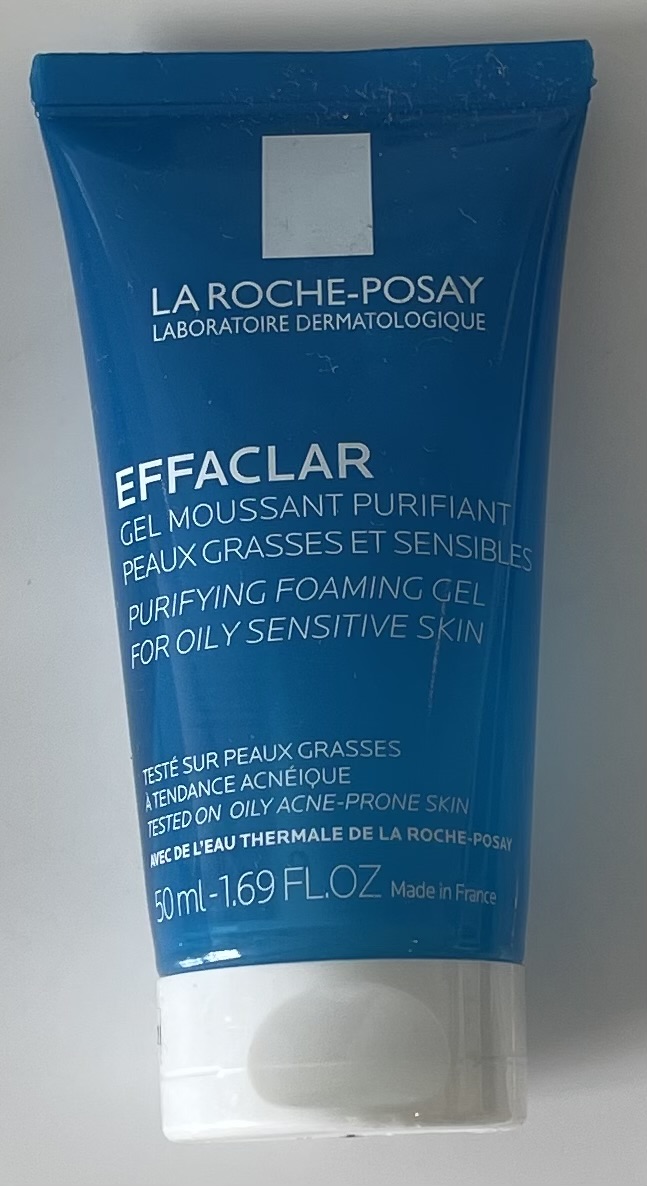 LA ROCHE-POSAY
LABORATOIRE DERMATOLOGIQUE
EFFACLAR
GEL MOUSSANT PURIFIANT
PEAUX GRASSES ET SENSIBLES
PURIFYING FOAMING GEL
FOR OILY SENSITIVE SKIN
TESTÉ SUR PEAUX GRASSES
À TENDANCE ACNÉIQUE
TESTED ON OILY ACNE-PRONE SKIN
AVEC DE L'EAU THERMALE DE LA ROCHE-POSAY
50 ml - 1.69 FL.OZ Made in France